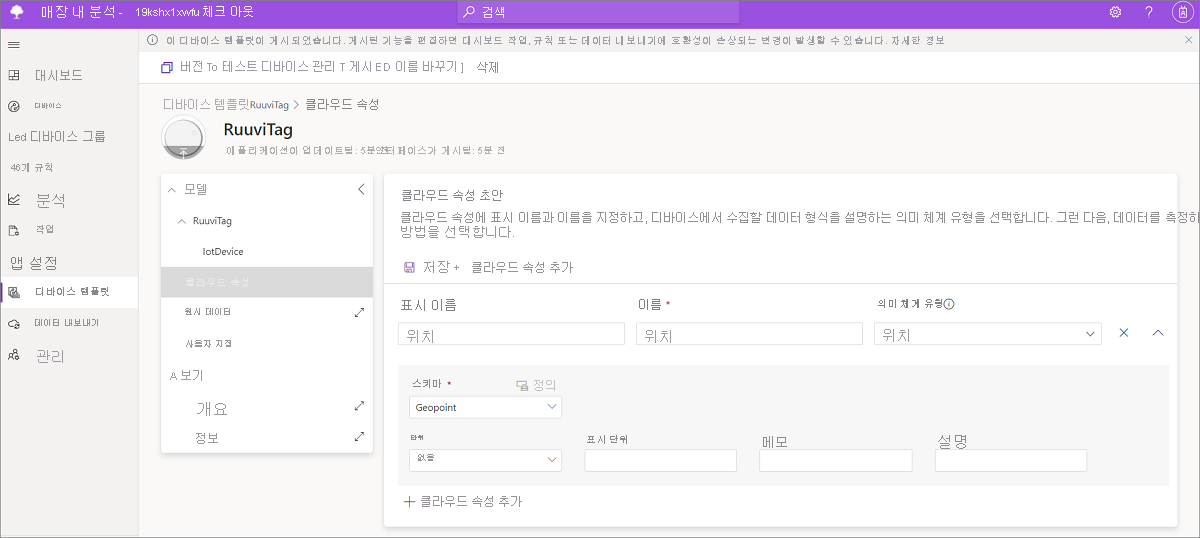 매장 내 분석 - 19kshx1xwfu 체크 아웃
검색
이 디바이스 템플릿이 게시되었습니다. 게시된 기능을 편집하면 대시보드 작업, 규칙 또는 데이터 내보내기에 호환성이 손상되는 변경이 발생할 수 있습니다. 자세한 정보
버전 To 테스트 디바이스 관리 T 게시 ED 이름 바꾸기 ] 삭제
대시보드
디바이스
Led 디바이스 그룹
46개 규칙
분석
작업
앱 설정
디바이스 템플릿
데이터 내보내기
관리
디바이스 템플릿RuuviTag > 클라우드 속성
RuuviTag
애플리케이션이 업데이트됨: 5분 전 인터페이스가 게시됨: 5분 전
모델
RuuviTag
IotDevice
클라우드 속성
원시 데이터
사용자 지정
A 보기
개요
정보
클라우드 속성 초안
클라우드 속성에 표시 이름과 이름을 지정하고, 디바이스에서 수집할 데이터 형식을 설명하는 의미 체계 유형을 선택합니다. 그런 다음, 데이터를 측정하
방법을 선택합니다.
저장 + 클라우드 속성 추가
표시 이름 이름 * 의미 체계 유형
위치 위치 위치
스키마 * 정의
Geopoint
단위 표시 단위 메모 설명
없음
클라우드 속성 추가